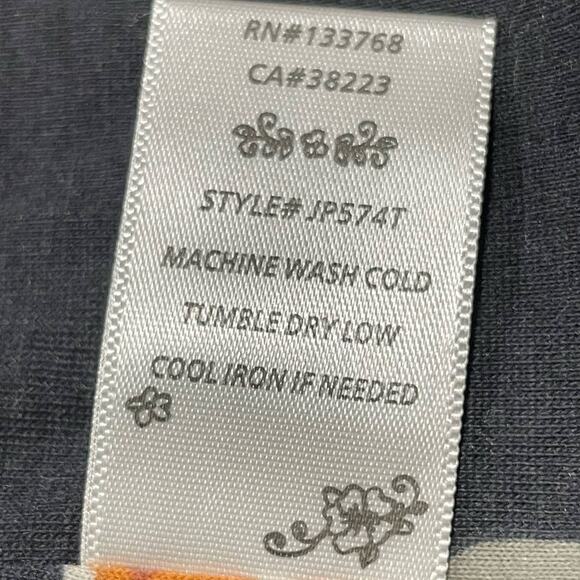 RN#133768
CA#38223
STYLE# JP574T
MACHINE WASH COLD
TUMBLE DRY LOW
COOL IRON IF NEEDED